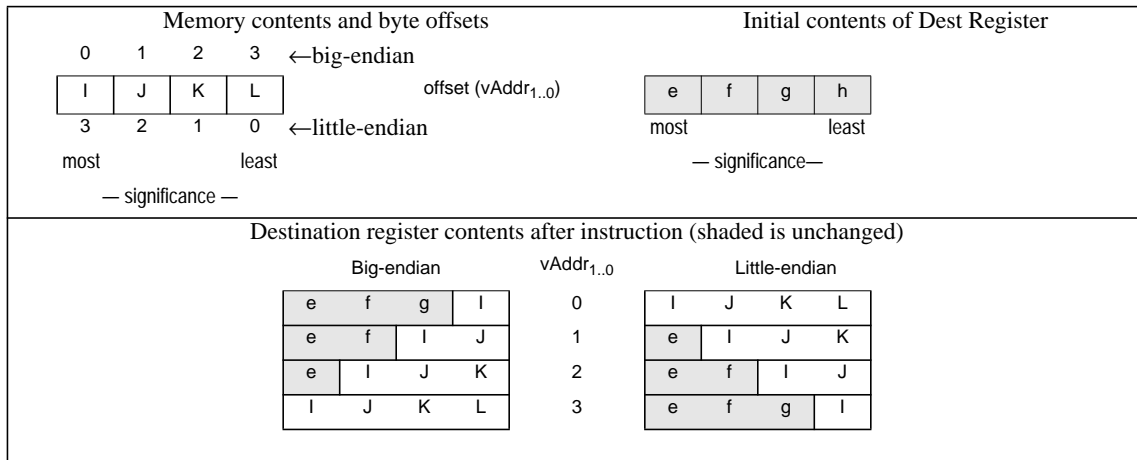 Memory contents and byte offsets Initial contents of Dest Register
0 1 2 3 ←big-endian
I J K L offset (vAddr1..0) e f g h
3 2 1 0 ←little-endian most least
most least — significance—
— significance —
Destination register contents after instruction (shaded is unchanged)
Big-endian vAddr1..0 Little-endian
e f g I 0 I J K L
e f I J 1 e I J K
e I J K 2 e f I J
I J K L 3 e f g I